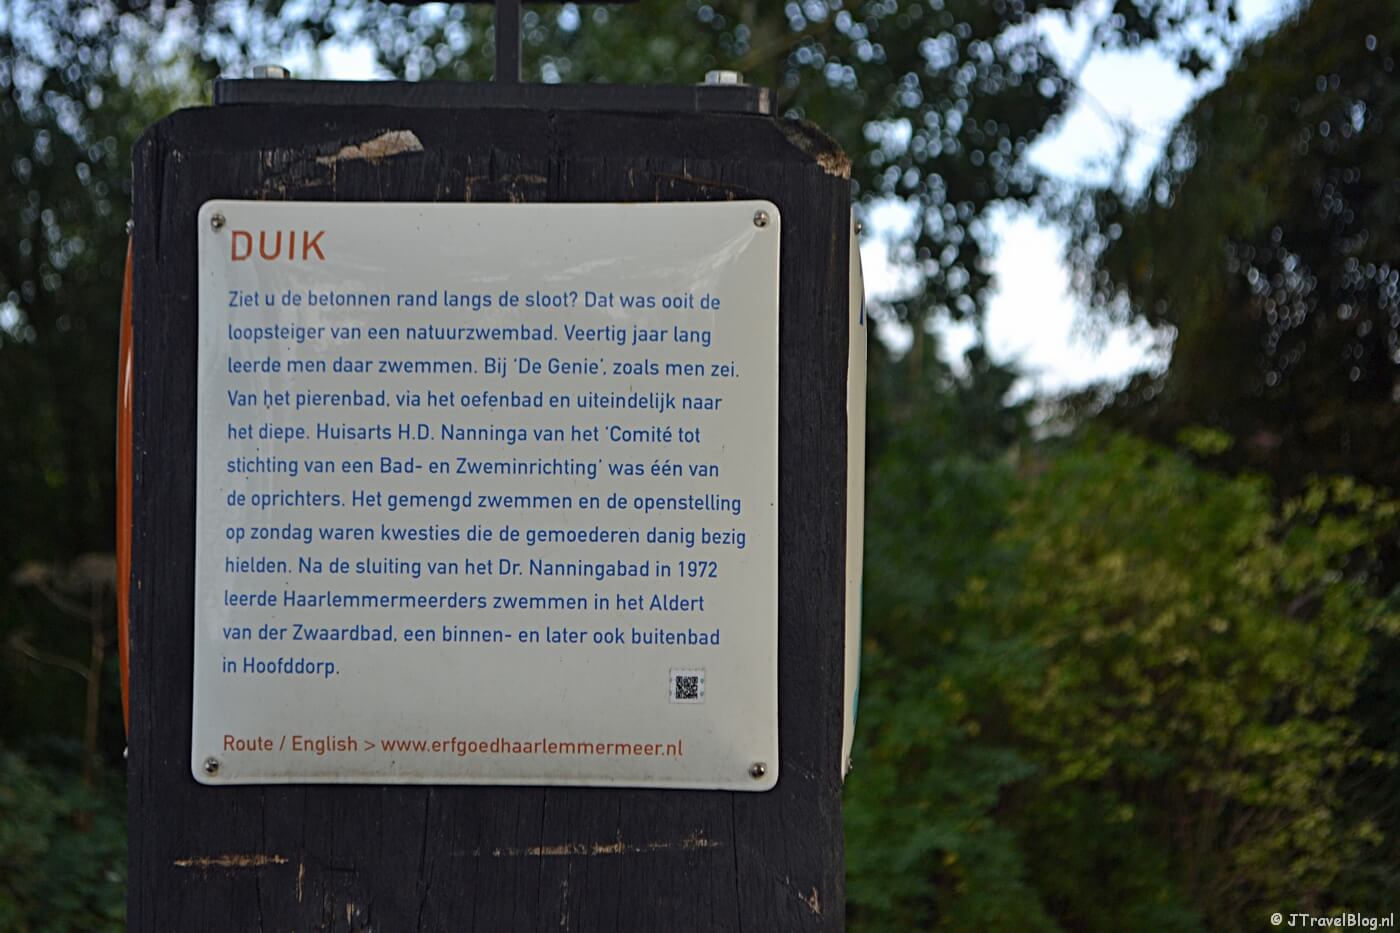 DUIK
Ziet u de betonnen rand langs de sloot? Dat was ooit de
loopsteiger van een natuurzwembad. Veertig jaar lang
leerde men daar zwemmen. Bij ‘De Genie’, zoals men zei.
Van het pierenbad, via het oefenbad en uiteindelijk naar
het diepe. Huisarts H.D. Nanninga van het ‘Comité tot
stichting van een Bad- en Zweminrichting’ was één van
de oprichters. Het gemengd zwemmen en de openstelling
op zondag waren kwesties die de gemoederen danig bezig
hielden. Na de sluiting van het Dr. Nanningabad in 1972
leerde Haarlemmermeerders zwemmen in het Aldert
van der Zwaardbad, een binnen- en later ook buitenbad
in Hoofddorp.
Route / English > www.erfgoedhaarlemmermeer.nl
© JTravelBlog.nl